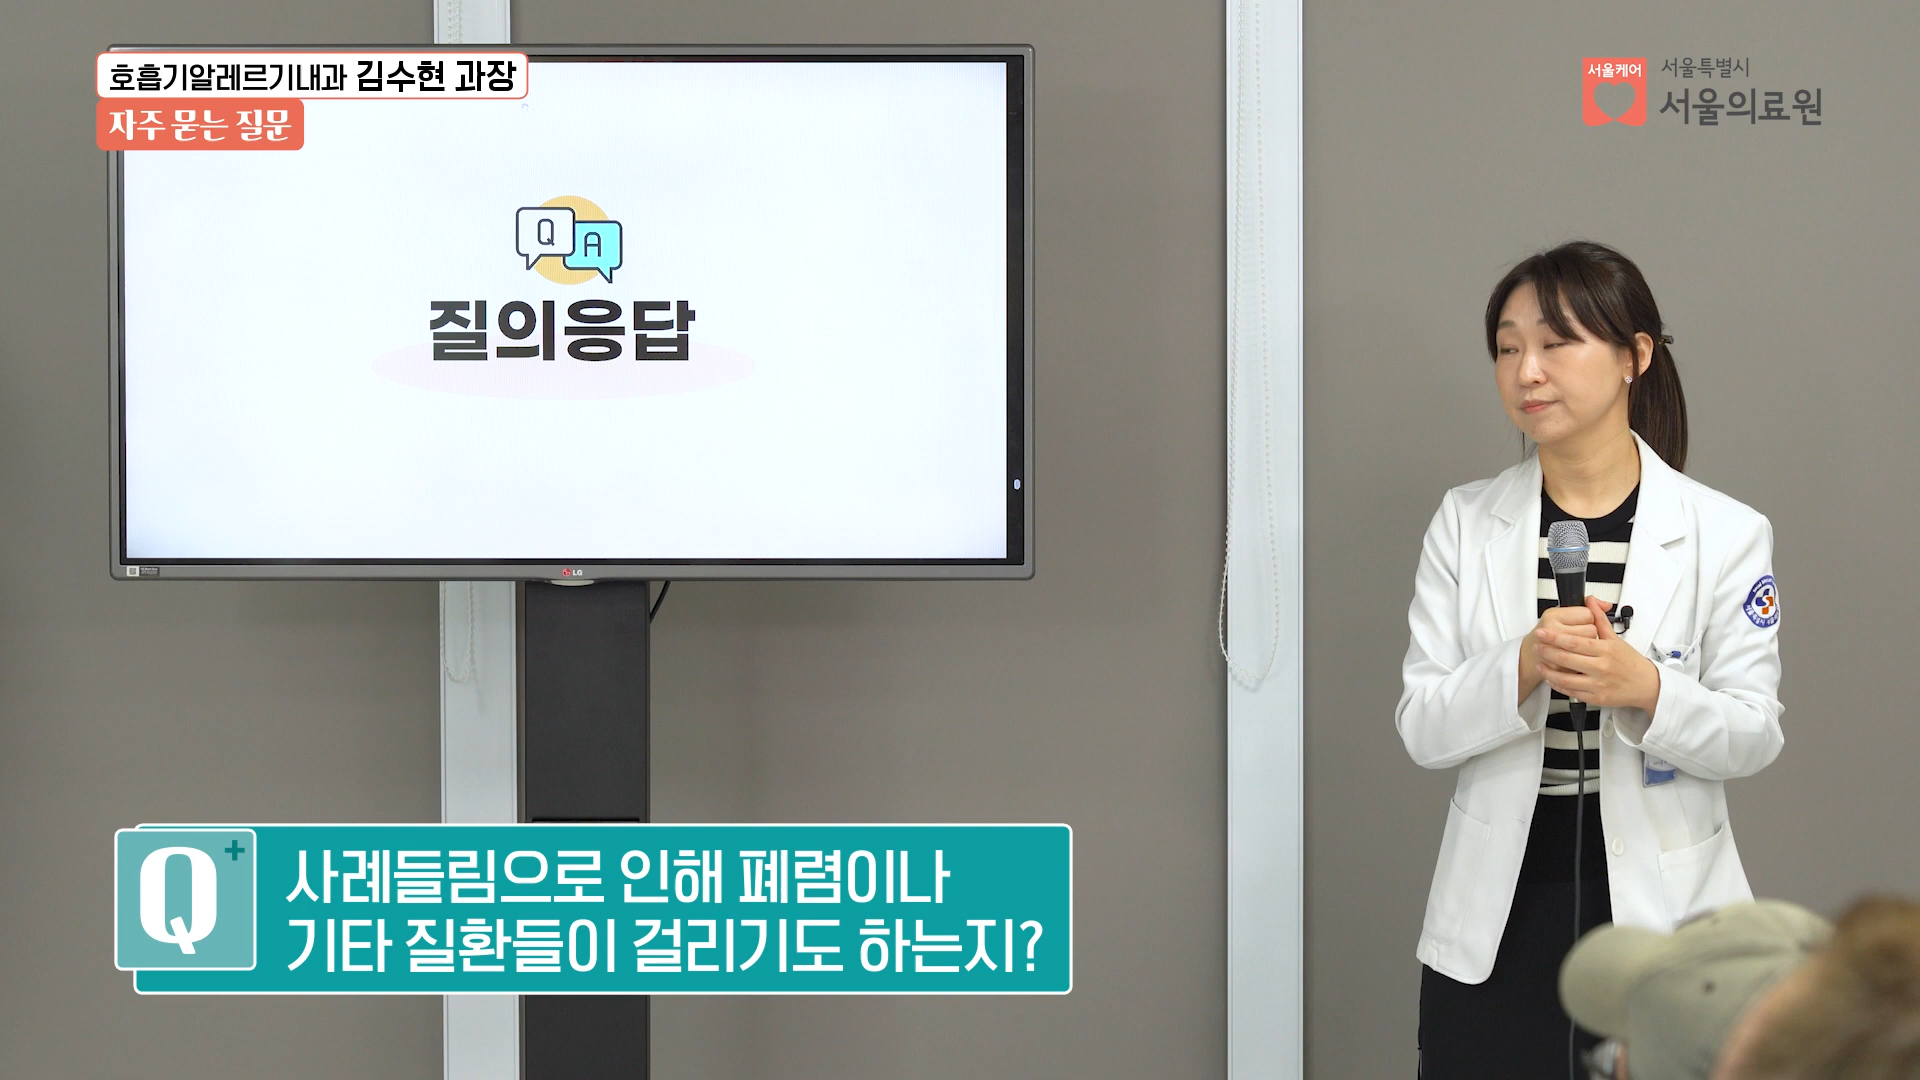 호흡기알레르기내과 김수현 과장
자주 묻는 질문
서울케어
서울특별시
서울의료원
Q A
질의응답
LG
Q+
사례들림으로 인해 폐렴이나
기타 질환들이 걸리기도 하는지?